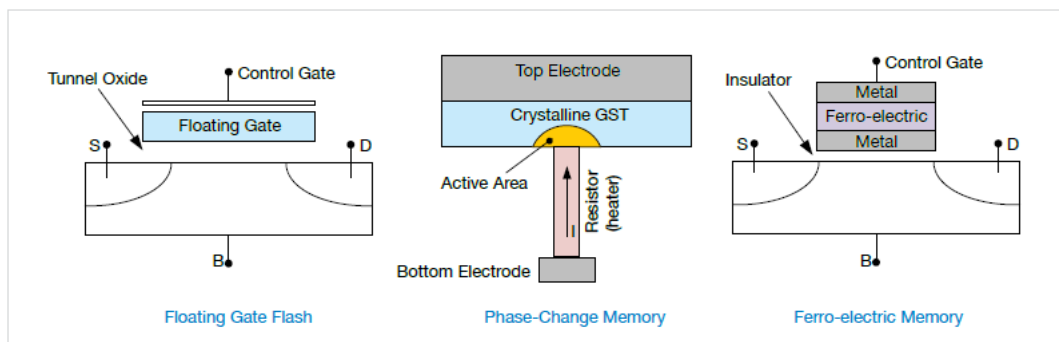 Tunnel Oxide
Control Gate
Floating Gate
S
D
B
Floating Gate Flash
Top Electrode
Crystalline GST
Active Area
I
Resistor
(heater)
Bottom Electrode
Phase-Change Memory
Insulator
Control Gate
Metal
Ferro-electric
Metal
S
D
B
Ferro-electric Memory